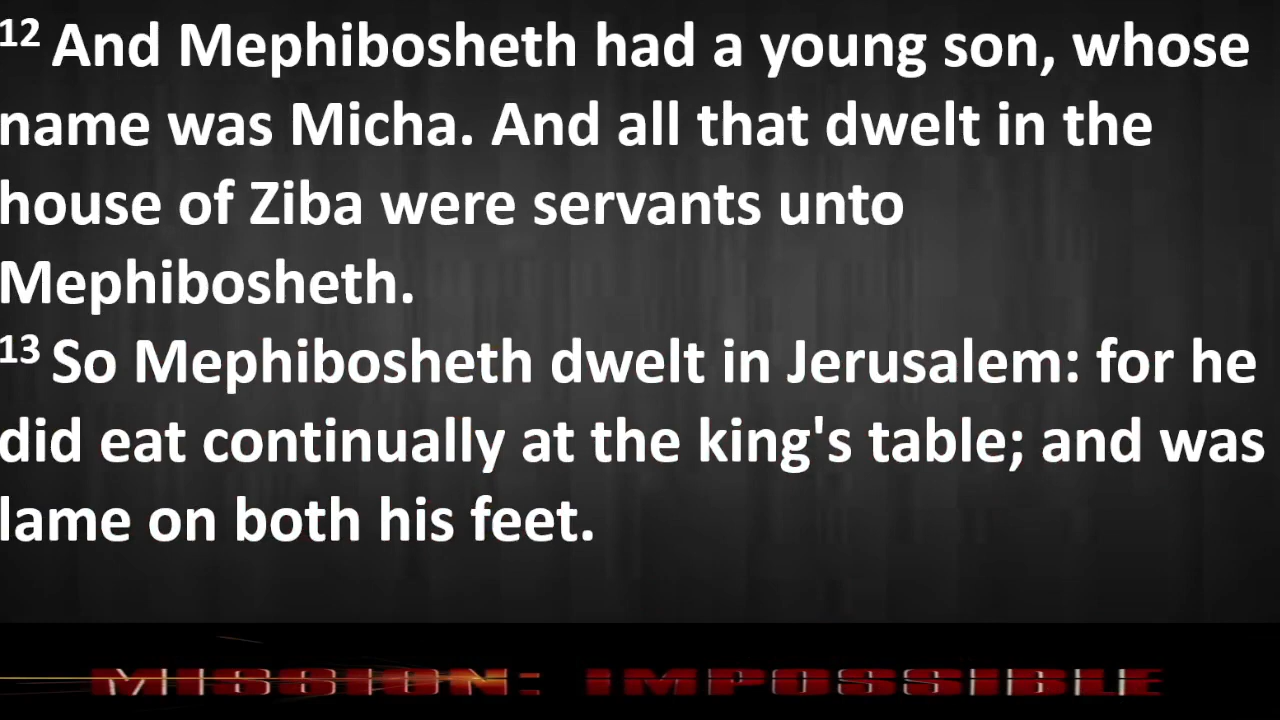 12 And Mephibosheth had a young son, whose
name was Micha. And all that dwelt in the
house of Ziba were servants unto
Mephibosheth.
13 So Mephibosheth dwelt in Jerusalem: for he
did eat continually at the king's table; and was
lame on both his feet.
MISSION: IMPOSSIBLE